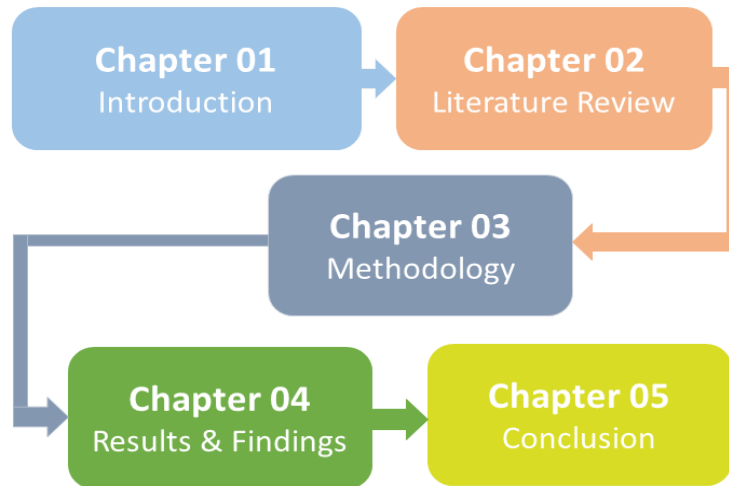 Chapter 01
Introduction
Chapter 02
Literature Review
Chapter 03
Methodology
Chapter 04
Results & Findings
Chapter 05
Conclusion